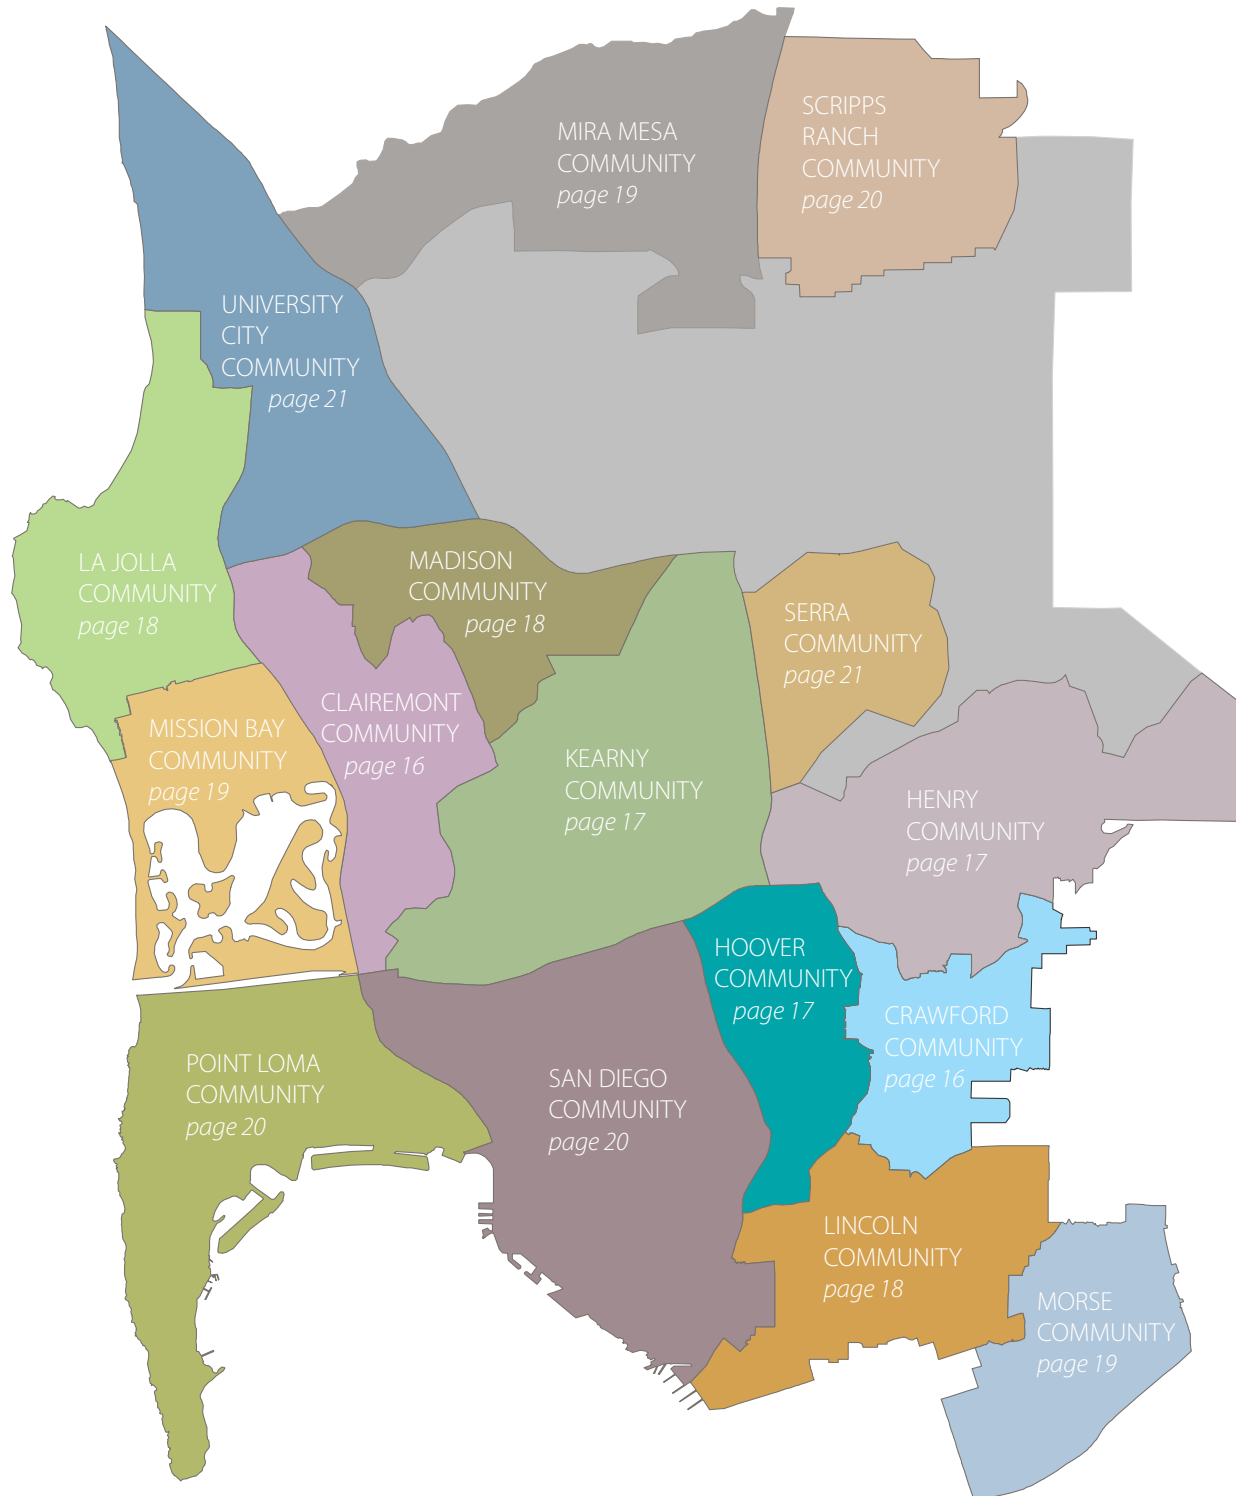 MIRA MESA
COMMUNITY
page 19
SCRIPPS
RANCH
COMMUNITY
page 20
UNIVERSITY
CITY
COMMUNITY
page 21
LA JOLLA
COMMUNITY
page 18
MADISON
COMMUNITY
page 18
SERRA
COMMUNITY
page 21
CLAIREMONT
COMMUNITY
page 16
MISSION BAY
COMMUNITY
page 19
KEARNY
COMMUNITY
page 17
HENRY
COMMUNITY
page 17
HOOVER
COMMUNITY
page 17
CRAWFORD
COMMUNITY
page 16
POINT LOMA
COMMUNITY
page 20
SAN DIEGO
COMMUNITY
page 20
LINCOLN
COMMUNITY
page 18
MORSE
COMMUNITY
page 19